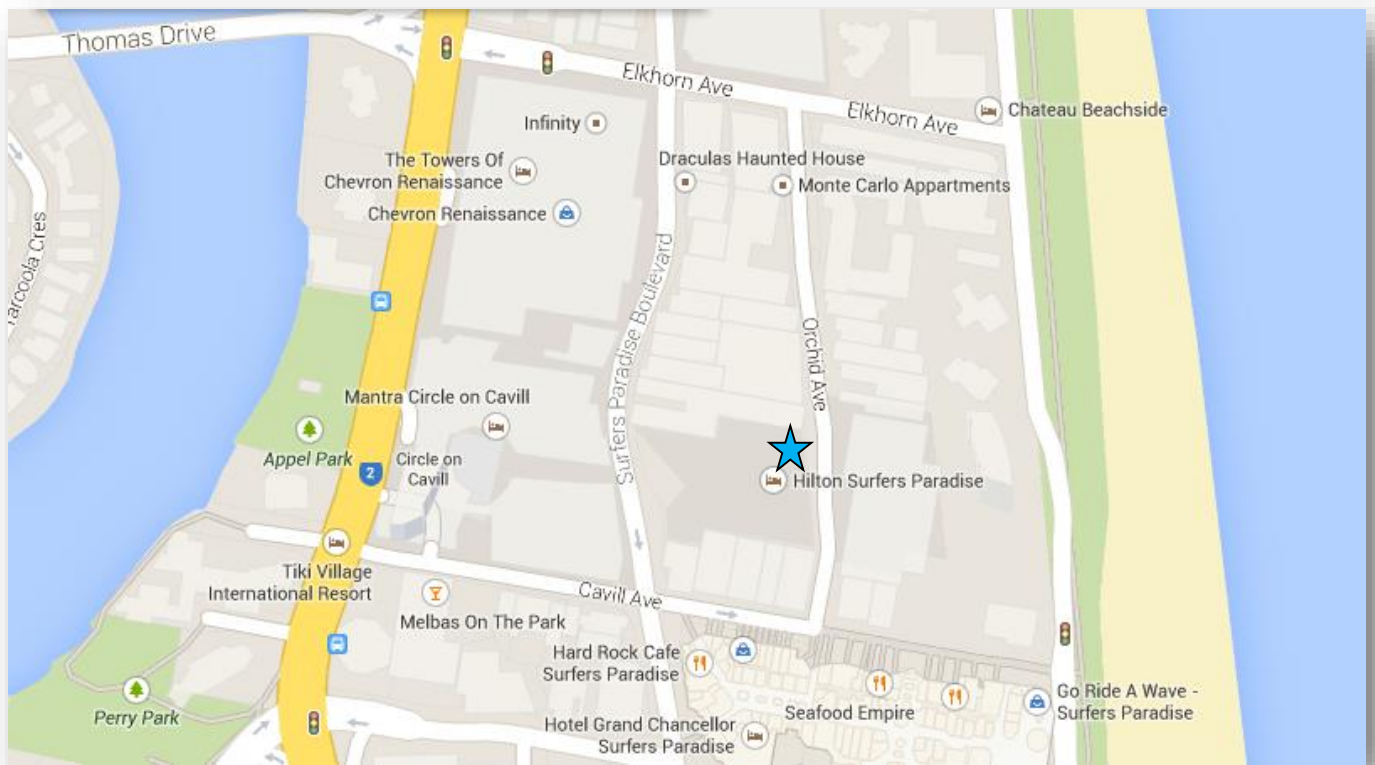 Thomas Drive
Elkhorn Ave
Elkhorn Ave
Chateau Beachside
Infinity
The Towers Of
Chevron Renaissance
Draculas Haunted House
Monte Carlo Appartments
Chevron Renaissance
Surfers Paradise Boulevard
Orchid Ave
Mantra Circle on Cavill
Appel Park
2
Circle on
Cavill
Hilton Surfers Paradise
Tiki Village
International Resort
Cavill Ave
Melbas On The Park
Hard Rock Cafe
Surfers Paradise
Perry Park
Seafood Empire
Go Ride A Wave -
Surfers Paradise
Hotel Grand Chancellor
Surfers Paradise